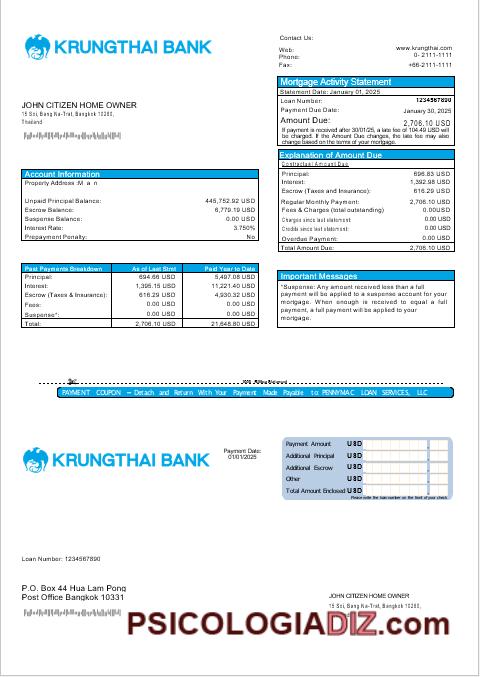 KRUNGTHAI BANK
Contact Us:
Web: www.krungthai.com
Phone: 0- 2111-1111
Fax: +66-2111-1111
Mortgage Activity Statement
Statement Date: January 01, 2025
Loan Number: 1234567890
Payment Due Date: January 30, 2025
Amount Due: 2,706.10 USD
If payment is received after 30/01/25, a late fee of 104.49 USD will
be charged. If the Amount Due changes, the late fee may also
change based on the terms of your mortgage.
JOHN CITIZEN HOME OWNER
15 Soi, Bang Na-Trat, Bangkok 10260,
Thailand
Explanation of Amount Due
Contractual Amount Due
Principal: 696.83 USD
Interest: 1,392.98 USD
Escrow (Taxes and Insurance): 616.29 USD
Regular Monthly Payment: 2,706.10 USD
Fees & Charges (total outstanding) 0.00USD
Charges since last statement: 0.00 USD
Credits since last statement: 0.00 USD
Overdue Payment: 0.00 USD
Total Amount Due: 2,706.10 USD
Account Information
Property Address :M a n
Unpaid Principal Balance: 445,752.92 USD
Escrow Balance: 6,779.19 USD
Suspense Balance: 0.00 USD
Interest Rate: 3.750%
Prepayment Penalty: No
Past Payments Breakdown As of Last Stmt Paid Year to Date
Principal: 694.66 USD 5,497.08 USD
Interest: 1,395.15 USD 11,221.40 USD
Escrow (Taxes & Insurance): 616.29 USD 4,930.32 USD
Fees: 0.00 USD 0.00 USD
Suspense*: 0.00 USD 0.00 USD
Total: 2,706.10 USD 21,648.80 USD
Important Messages
*Suspense: Any amount received less than a full
payment will be applied to a suspense account for your
mortgage. When enough is received to equal a full
payment, a full payment will be applied to your
mortgage.
PAYMENT COUPON – Detach and Return With Your Payment Made Payable to: PENNYMAC LOAN SERVICES, LLC
KRUNGTHAI BANK
Payment Date:
01/01/2025
Payment Amount USD
Additional Principal USD
Additional Escrow USD
Other USD
Total Amount Enclosed USD
Please write the loan number on the front of your check
Loan Number: 1234567890
P.O. Box 44 Hua Lam Pong
Post Office Bangkok 10331
JOHN CITIZEN HOME OWNER
15 Soi, Bang Na-Trat, Bangkok 10260,
PSICOLOGIADIZ.com